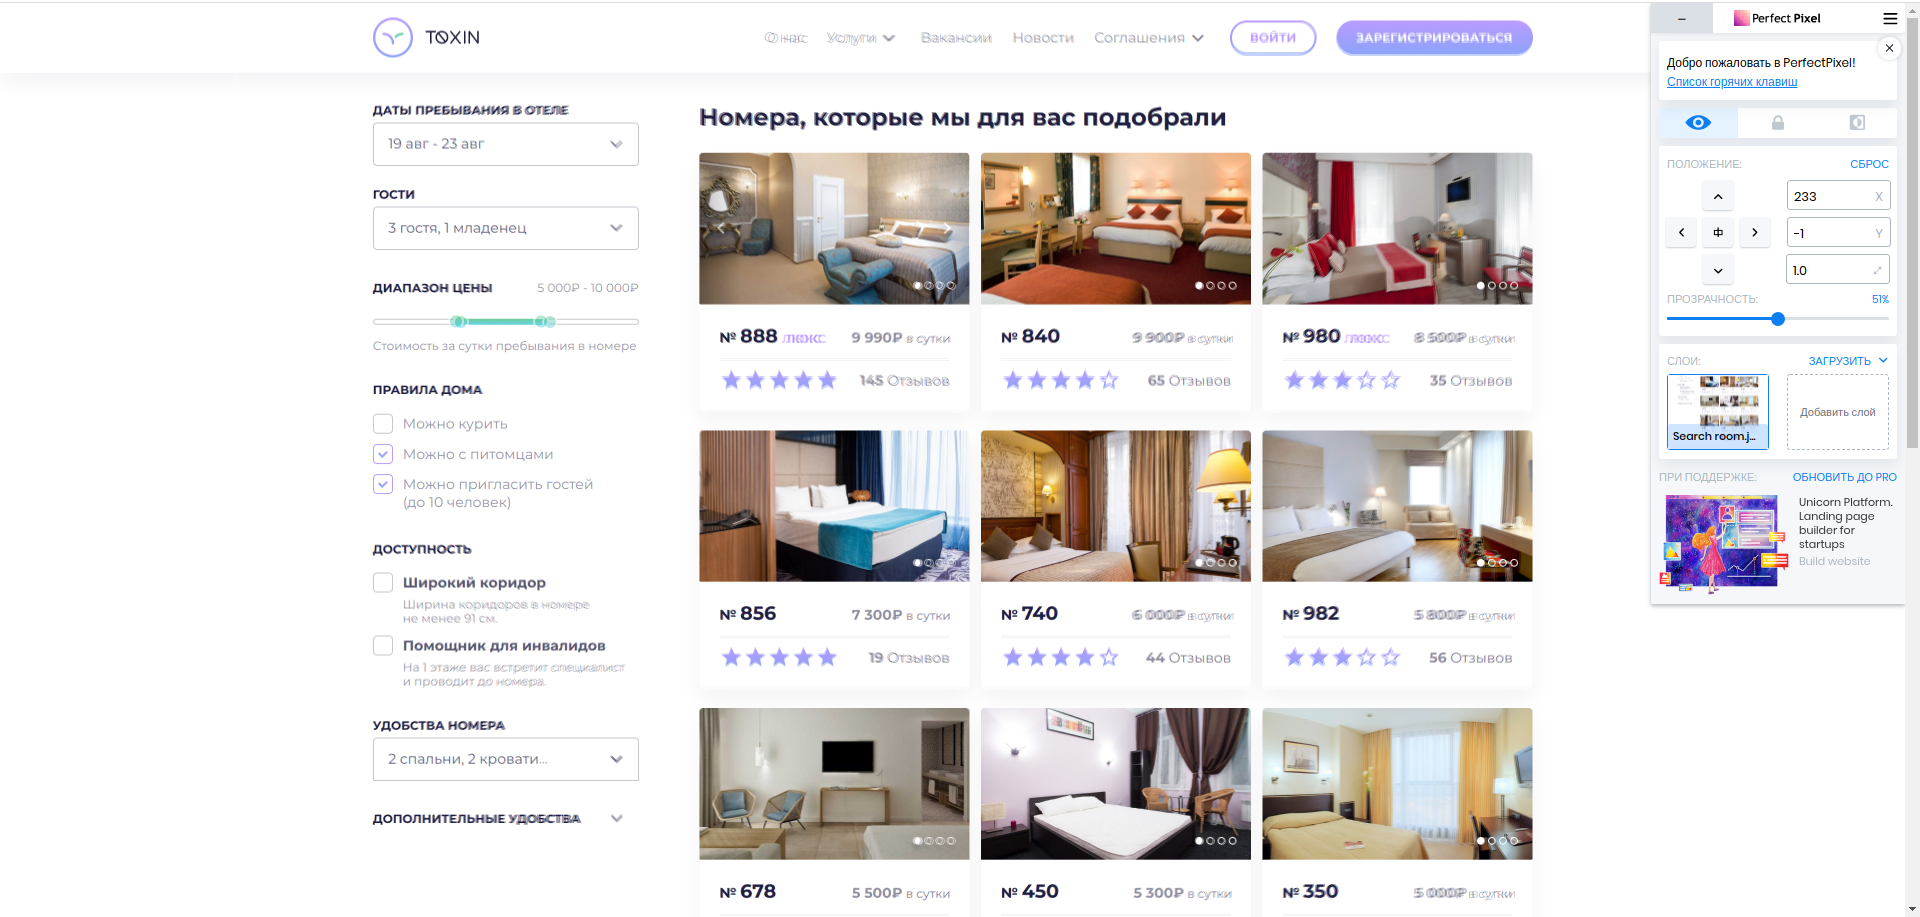 TOXIN
О нас
Услуги
Вакансии
Новости
Соглашения
ВОЙТИ
ЗАРЕГИСТРИРОВАТЬСЯ
ДАТЫ ПРЕБЫВАНИЯ В ОТЕЛЕ
19 авг - 23 авг
ГОСТИ
3 гостя, 1 младенец
ДИАПАЗОН ЦЕНЫ
5 000₽ - 10 000₽
Стоимость за сутки пребывания в номере
ПРАВИЛА ДОМА
Можно курить
Можно с питомцами
Можно пригласить гостей
(до 10 человек)
ДОСТУПНОСТЬ
Широкий коридор
Ширина коридоров в номере
не менее 91 см.
Помощник для инвалидов
На 1 этаже вас встретит специалист
и проводит до номера.
УДОБСТВА НОМЕРА
2 спальни, 2 кровати...
ДОПОЛНИТЕЛЬНЫЕ УДОБСТВА
Номера, которые мы для вас подобрали
№ 888 люкс
9 990₽ в сутки
145 Отзывов
№ 840
9 900₽ в сутки
65 Отзывов
№ 980 люкс
8 500₽ в сутки
35 Отзывов
№ 856
7 300₽ в сутки
19 Отзывов
№ 740
6 000₽ в сутки
44 Отзывов
№ 982
5 800₽ в сутки
56 Отзывов
№ 678
5 500₽ в сутки
№ 450
5 300₽ в сутки
№ 350
5 000₽ в сутки
Perfect Pixel
Добро пожаловать в PerfectPixel!
Список горячих клавиш
ПОЛОЖЕНИЕ:
СБРОС
233 X
-1 Y
1.0
ПРОЗРАЧНОСТЬ:
51%
СЛОИ:
ЗАГРУЗИТЬ
Search room.j...
Добавить слой
ПРИ ПОДДЕРЖКЕ:
ОБНОВИТЬ ДО PRO
Unicorn Platform.
Landing page
builder for
startups
Build website